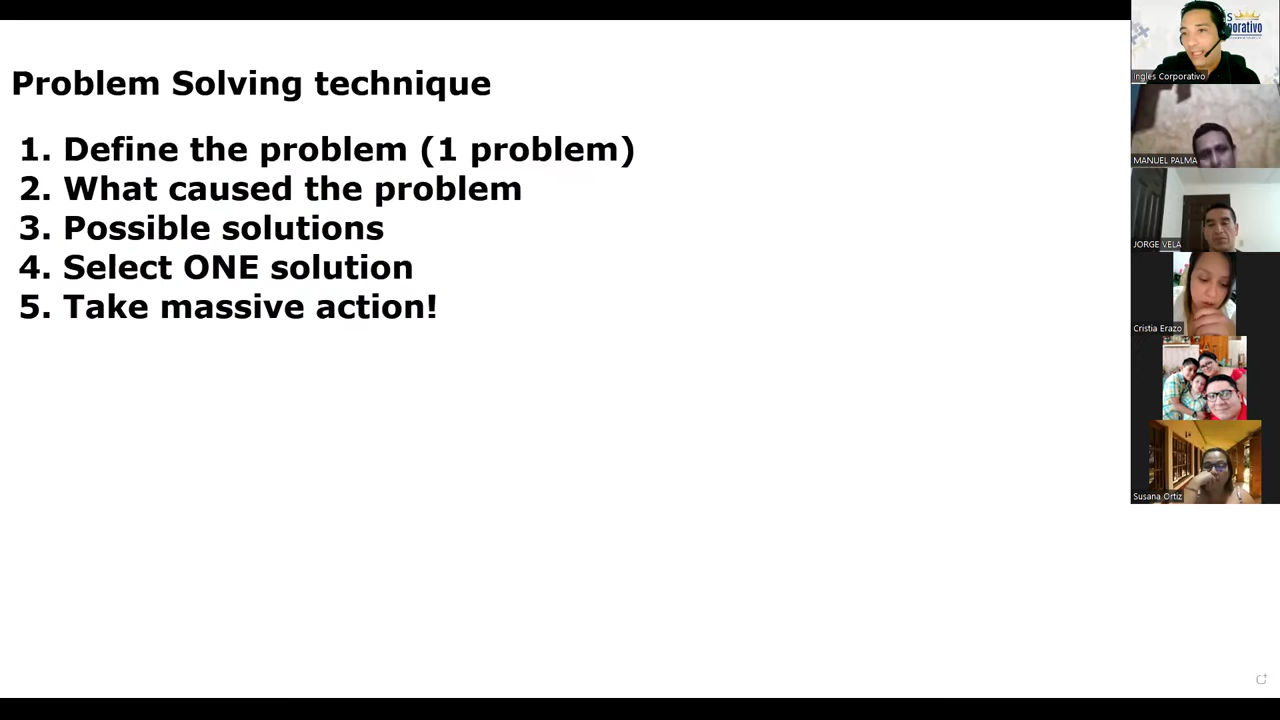 Problem Solving technique
1. Define the problem (1 problem)
2. What caused the problem
3. Possible solutions
4. Select ONE solution
5. Take massive action!
Inglés Corporativo
MANUEL PALMA
JORGE VELA
Cristia Erazo
Susana Ortiz